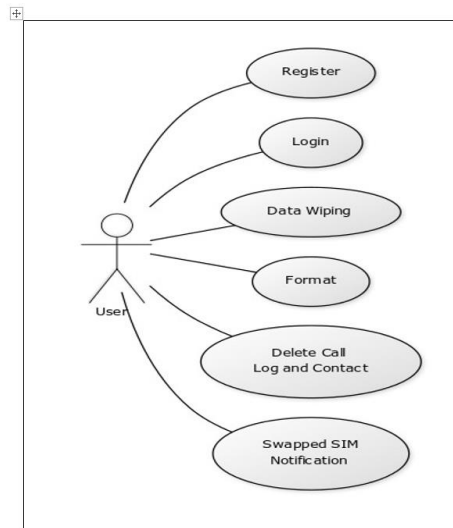 Register
Login
Data Wiping
Format
User
Delete Call
Log and Contact
Swapped SIM
Notification